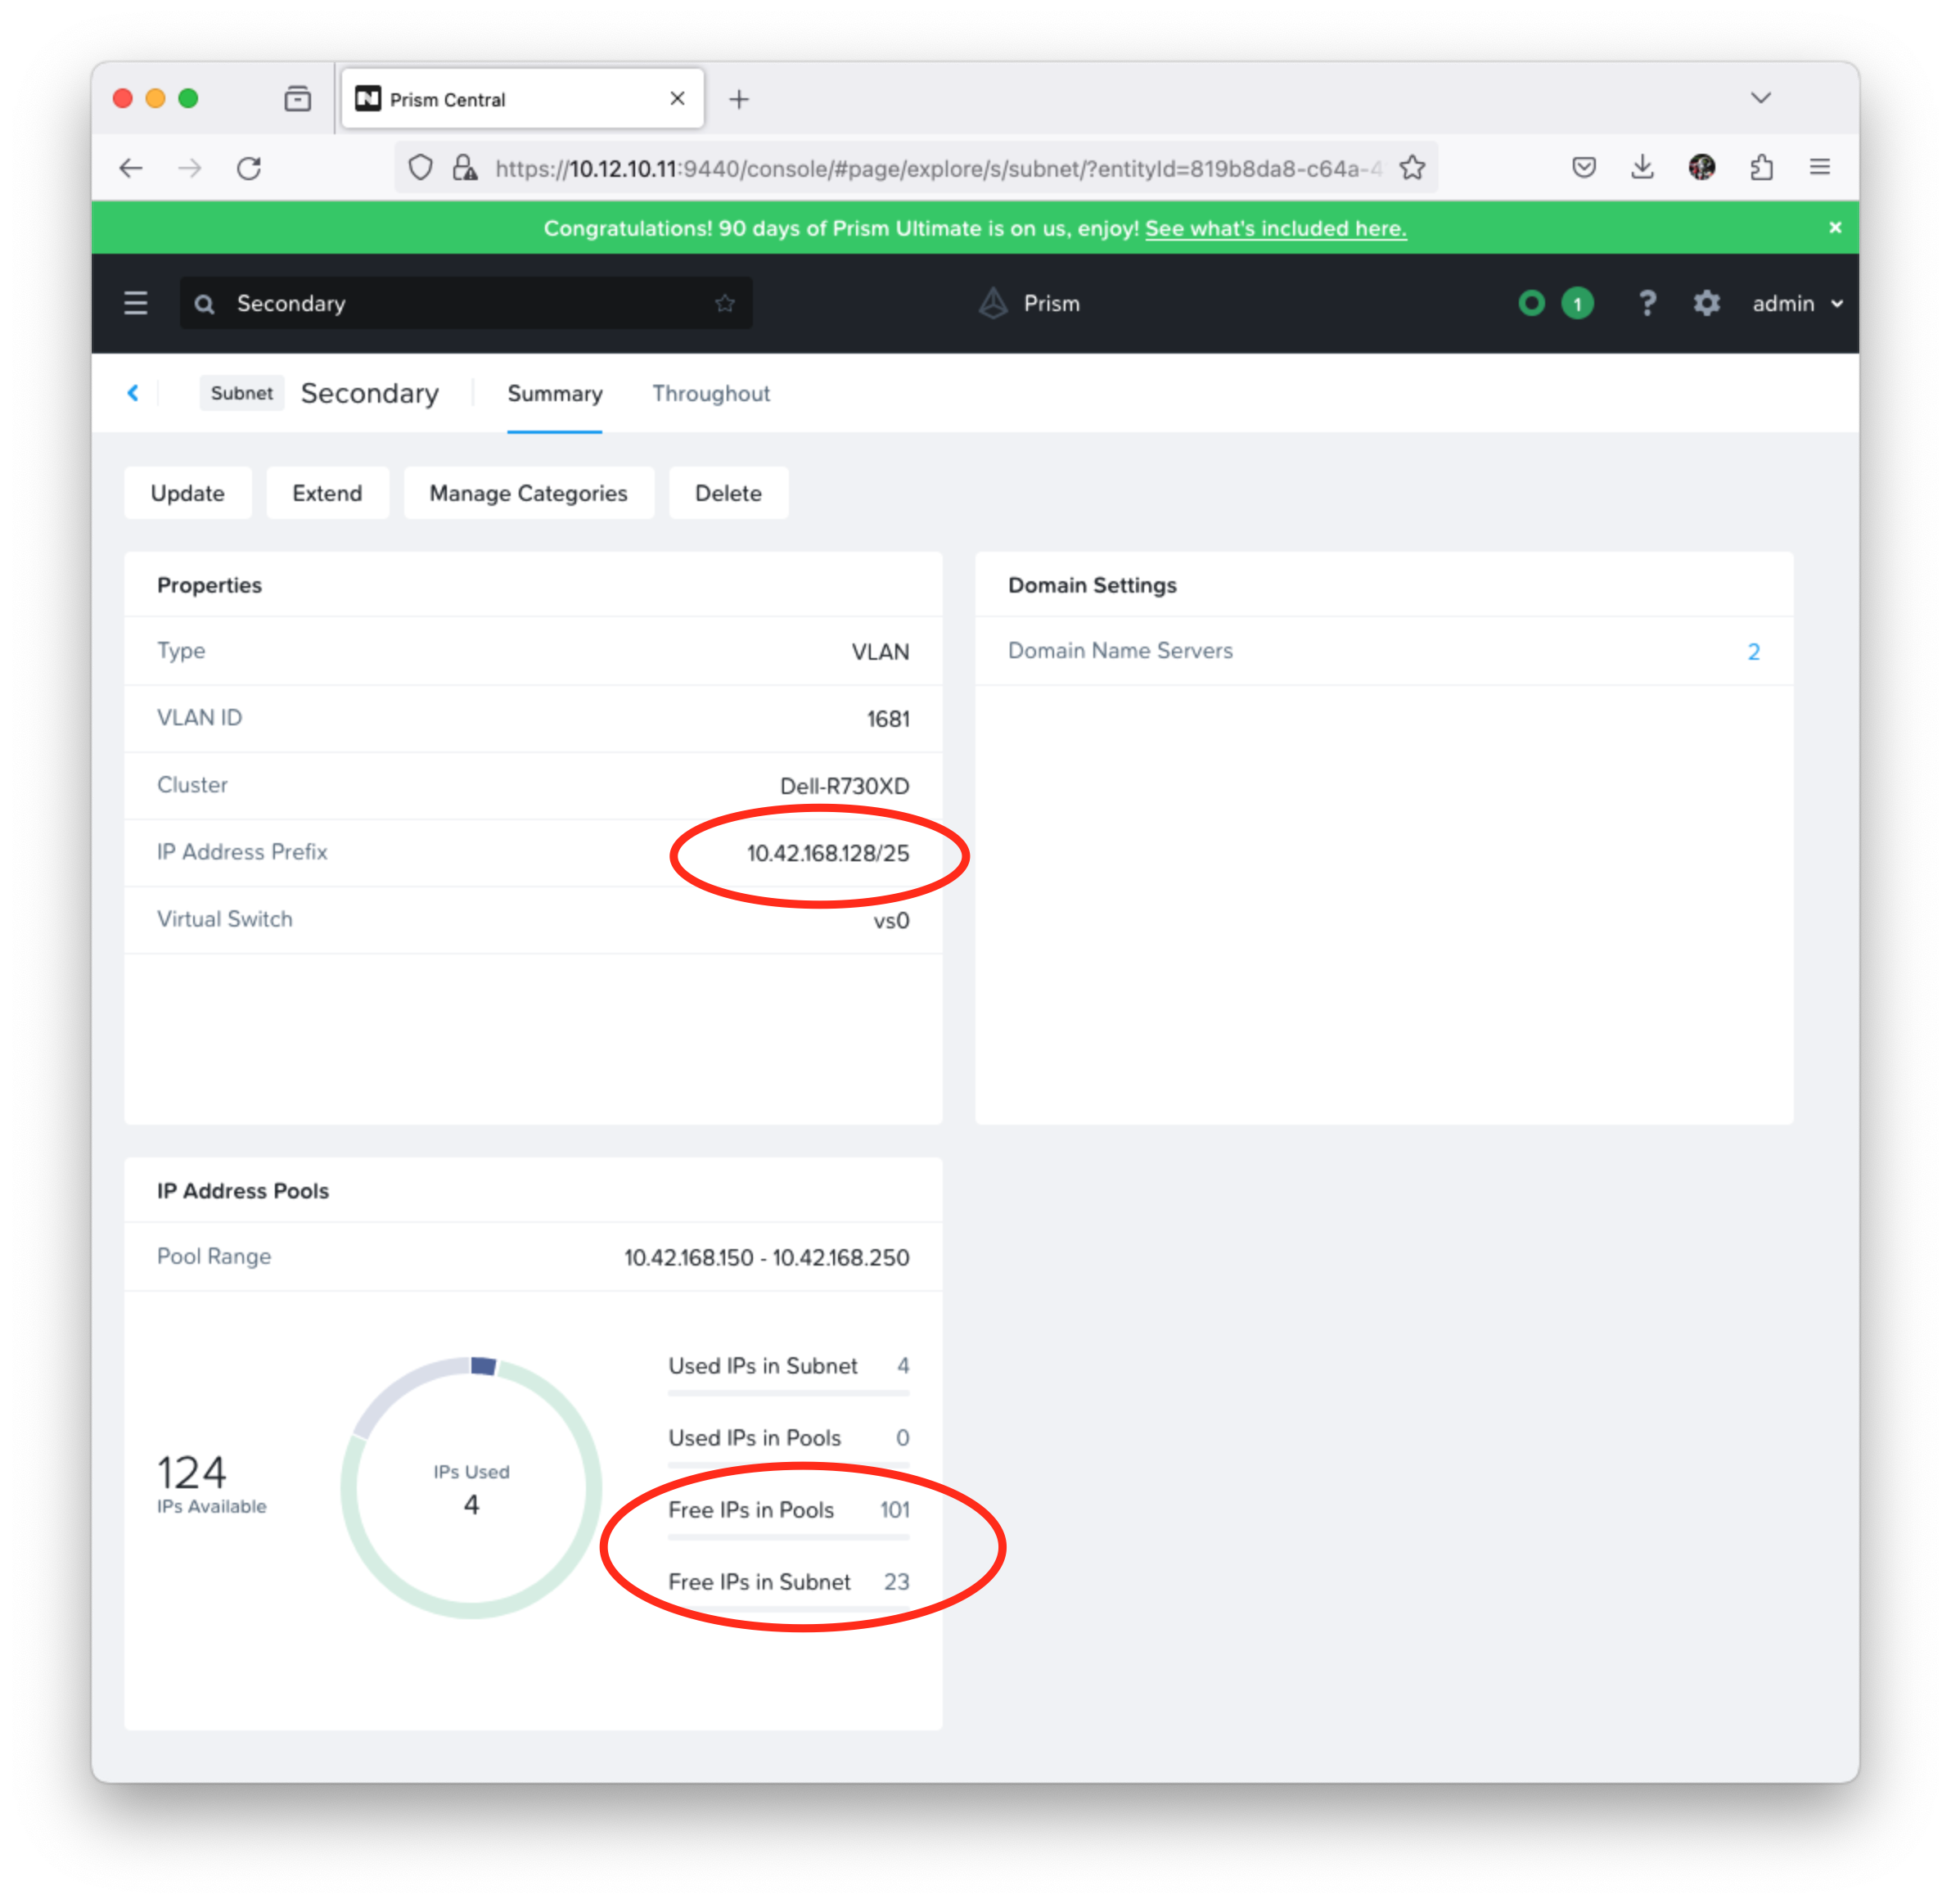 Prism Central
https://10.12.10.11:9440/console/#page/explore/s/subnet/?entityId=819b8da8-c64a-4
Congratulations! 90 days of Prism Ultimate is on us, enjoy! See what's included here.
Secondary
Prism
1
?
admin
Subnet
Secondary
Summary
Throughout
Update
Extend
Manage Categories
Delete
Properties
Type VLAN
VLAN ID 1681
Cluster Dell-R730XD
IP Address Prefix 10.42.168.128/25
Virtual Switch vs0
Domain Settings
Domain Name Servers 2
IP Address Pools
Pool Range 10.42.168.150 - 10.42.168.250
124
IPs Available
IPs Used
4
Used IPs in Subnet 4
Used IPs in Pools 0
Free IPs in Pools 101
Free IPs in Subnet 23